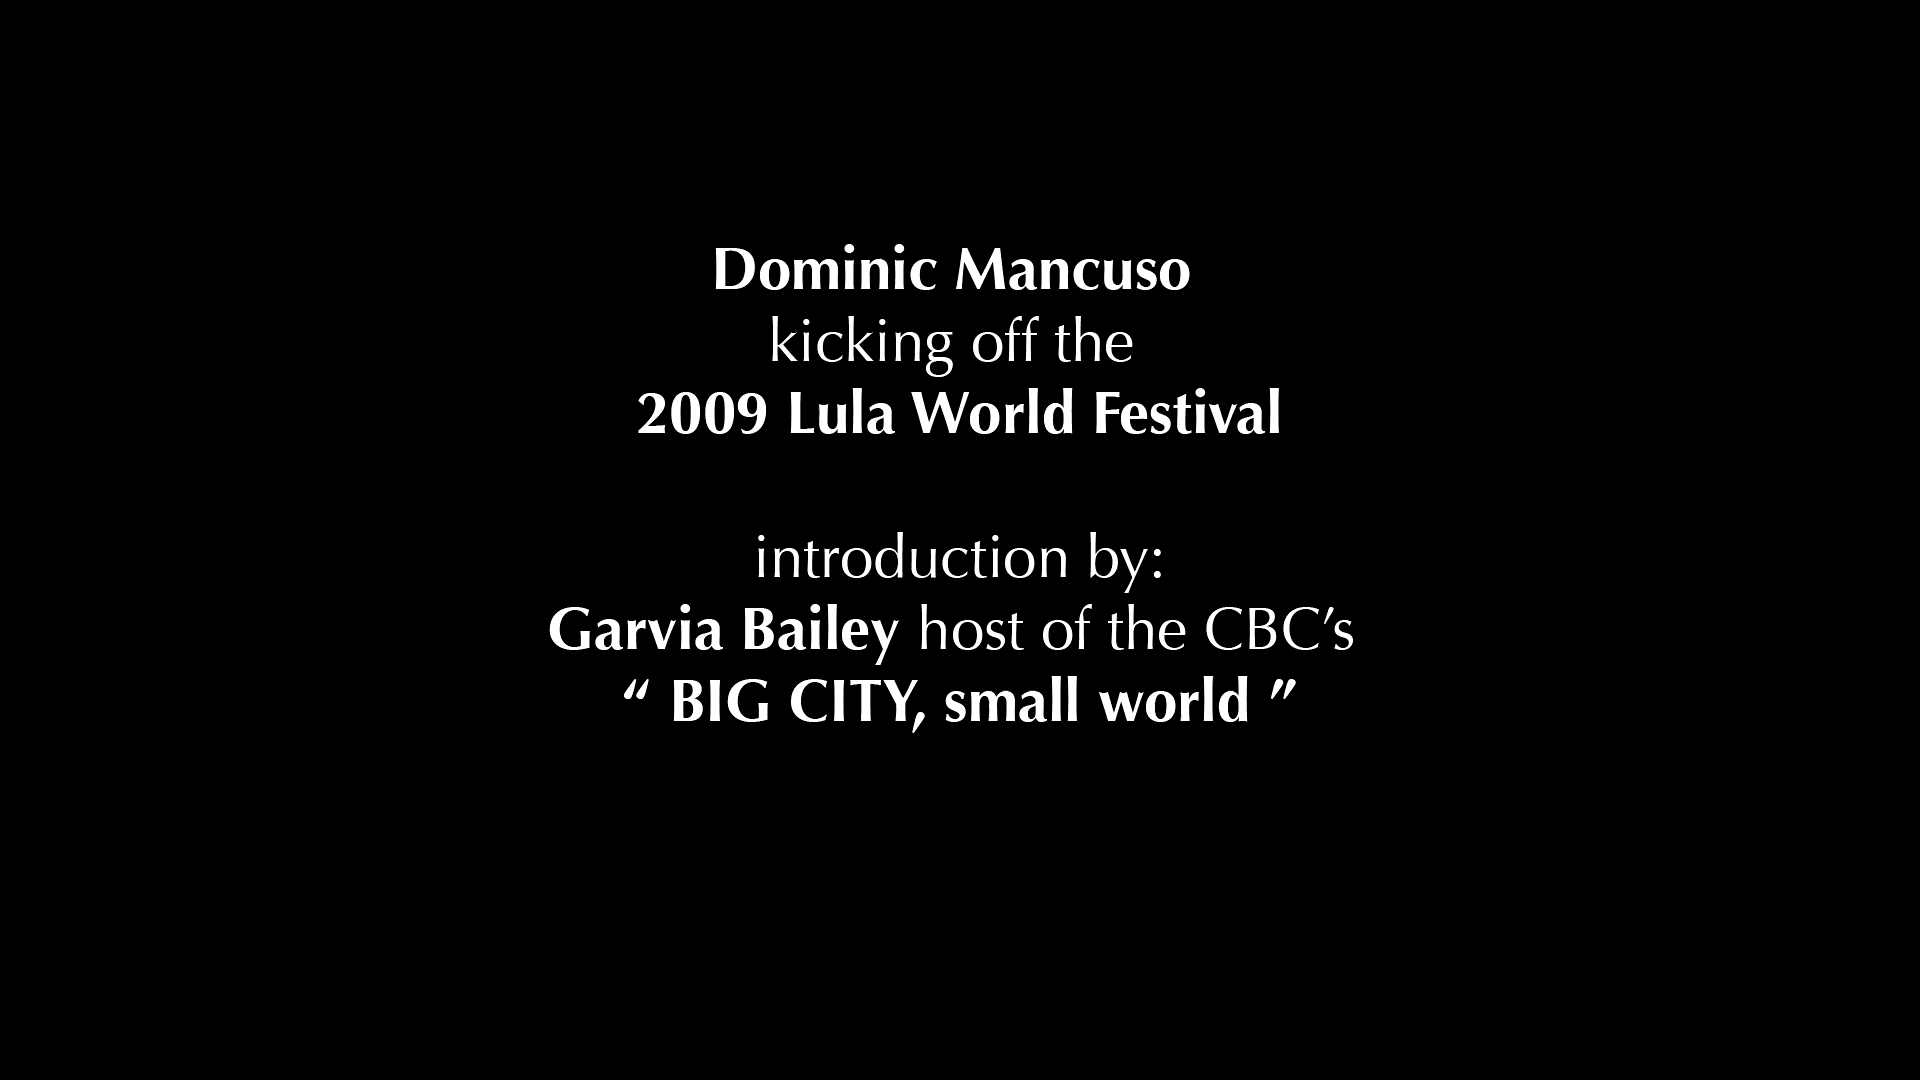 Dominic Mancuso
kicking off the
2009 Lula World Festival
introduction by:
Garvia Bailey host of the CBC’s
“ BIG CITY, small world ”